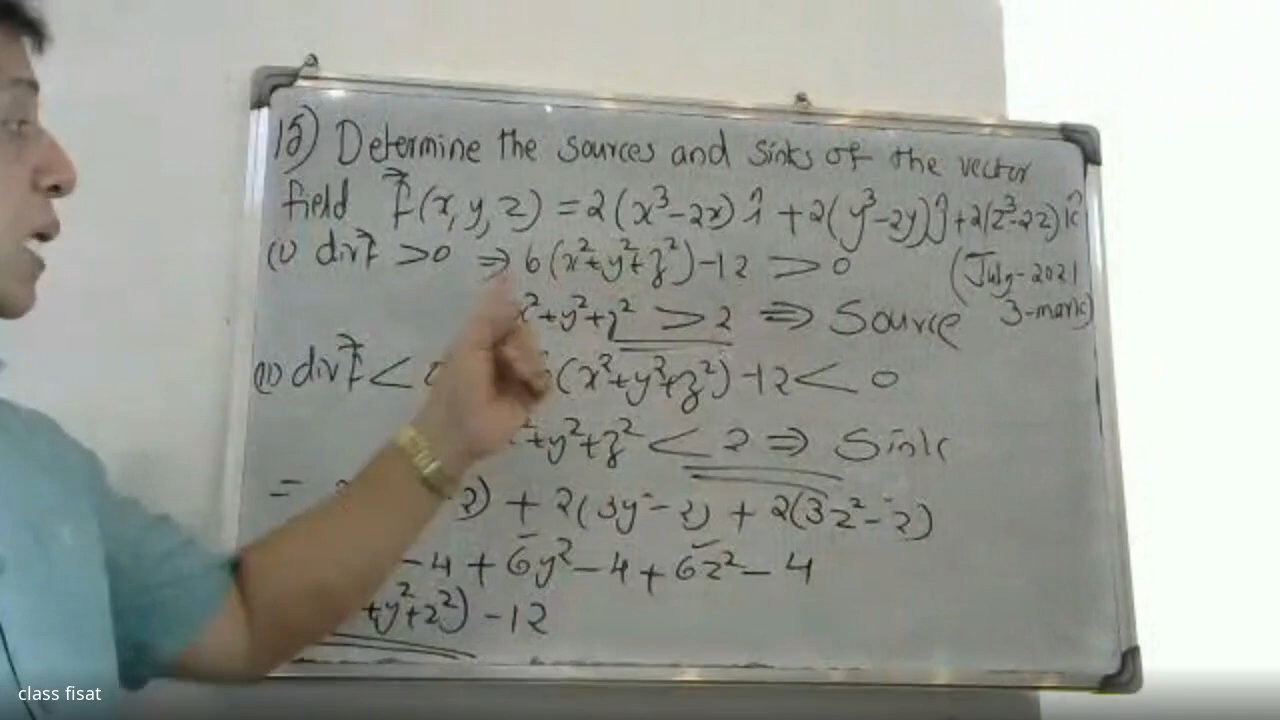 15) Determine the sources and sinks of the vector
field f⃗(x,y,z) = 2(x³-2x)î + 2(y³-2y)ĵ + 2(z³-2z)k̂
(i) div f⃗ > 0 ⇒ 6(x²+y²+z²)-12 > 0 (July-2021
x²+y²+z² > 2 ⇒ Source 3-mark)
(ii) div f⃗ < (x²+y²+z²)-12 < 0
+y²+z² < 2 ⇒ Sink
= 2) + 2(3y²-2) + 2(3z²-2)
-4 + 6y²-4 + 6z²-4
+y²+z²) -12
class fisat